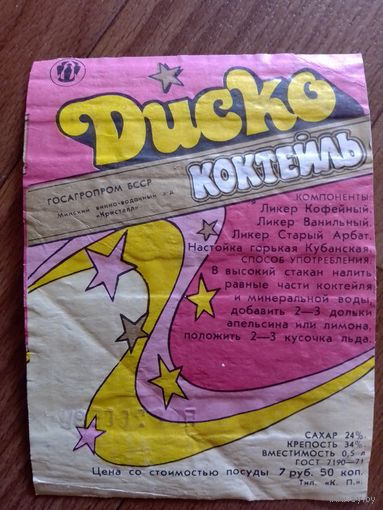 Диско
КОКТЕЙЛЬ
ГОСАГРОПРОМ БССР
Минский винно-водочный з-д
«Кристалл»
КОМПОНЕНТЫ:
Ликер Кофейный,
Ликер Ванильный,
Ликер Старый Арбат,
Настойка горькая Кубанская.
СПОСОБ УПОТРЕБЛЕНИЯ:
В высокий стакан налить
равные части коктейля
и минеральной воды,
добавить 2—3 дольки
апельсина или лимона,
положить 2—3 кусочка льда.
САХАР 24%,
КРЕПОСТЬ 34%,
ВМЕСТИМОСТЬ 0,5 л
ГОСТ 7190—71
Цена со стоимостью посуды 7 руб. 50 коп.
Тип. «К. П.»